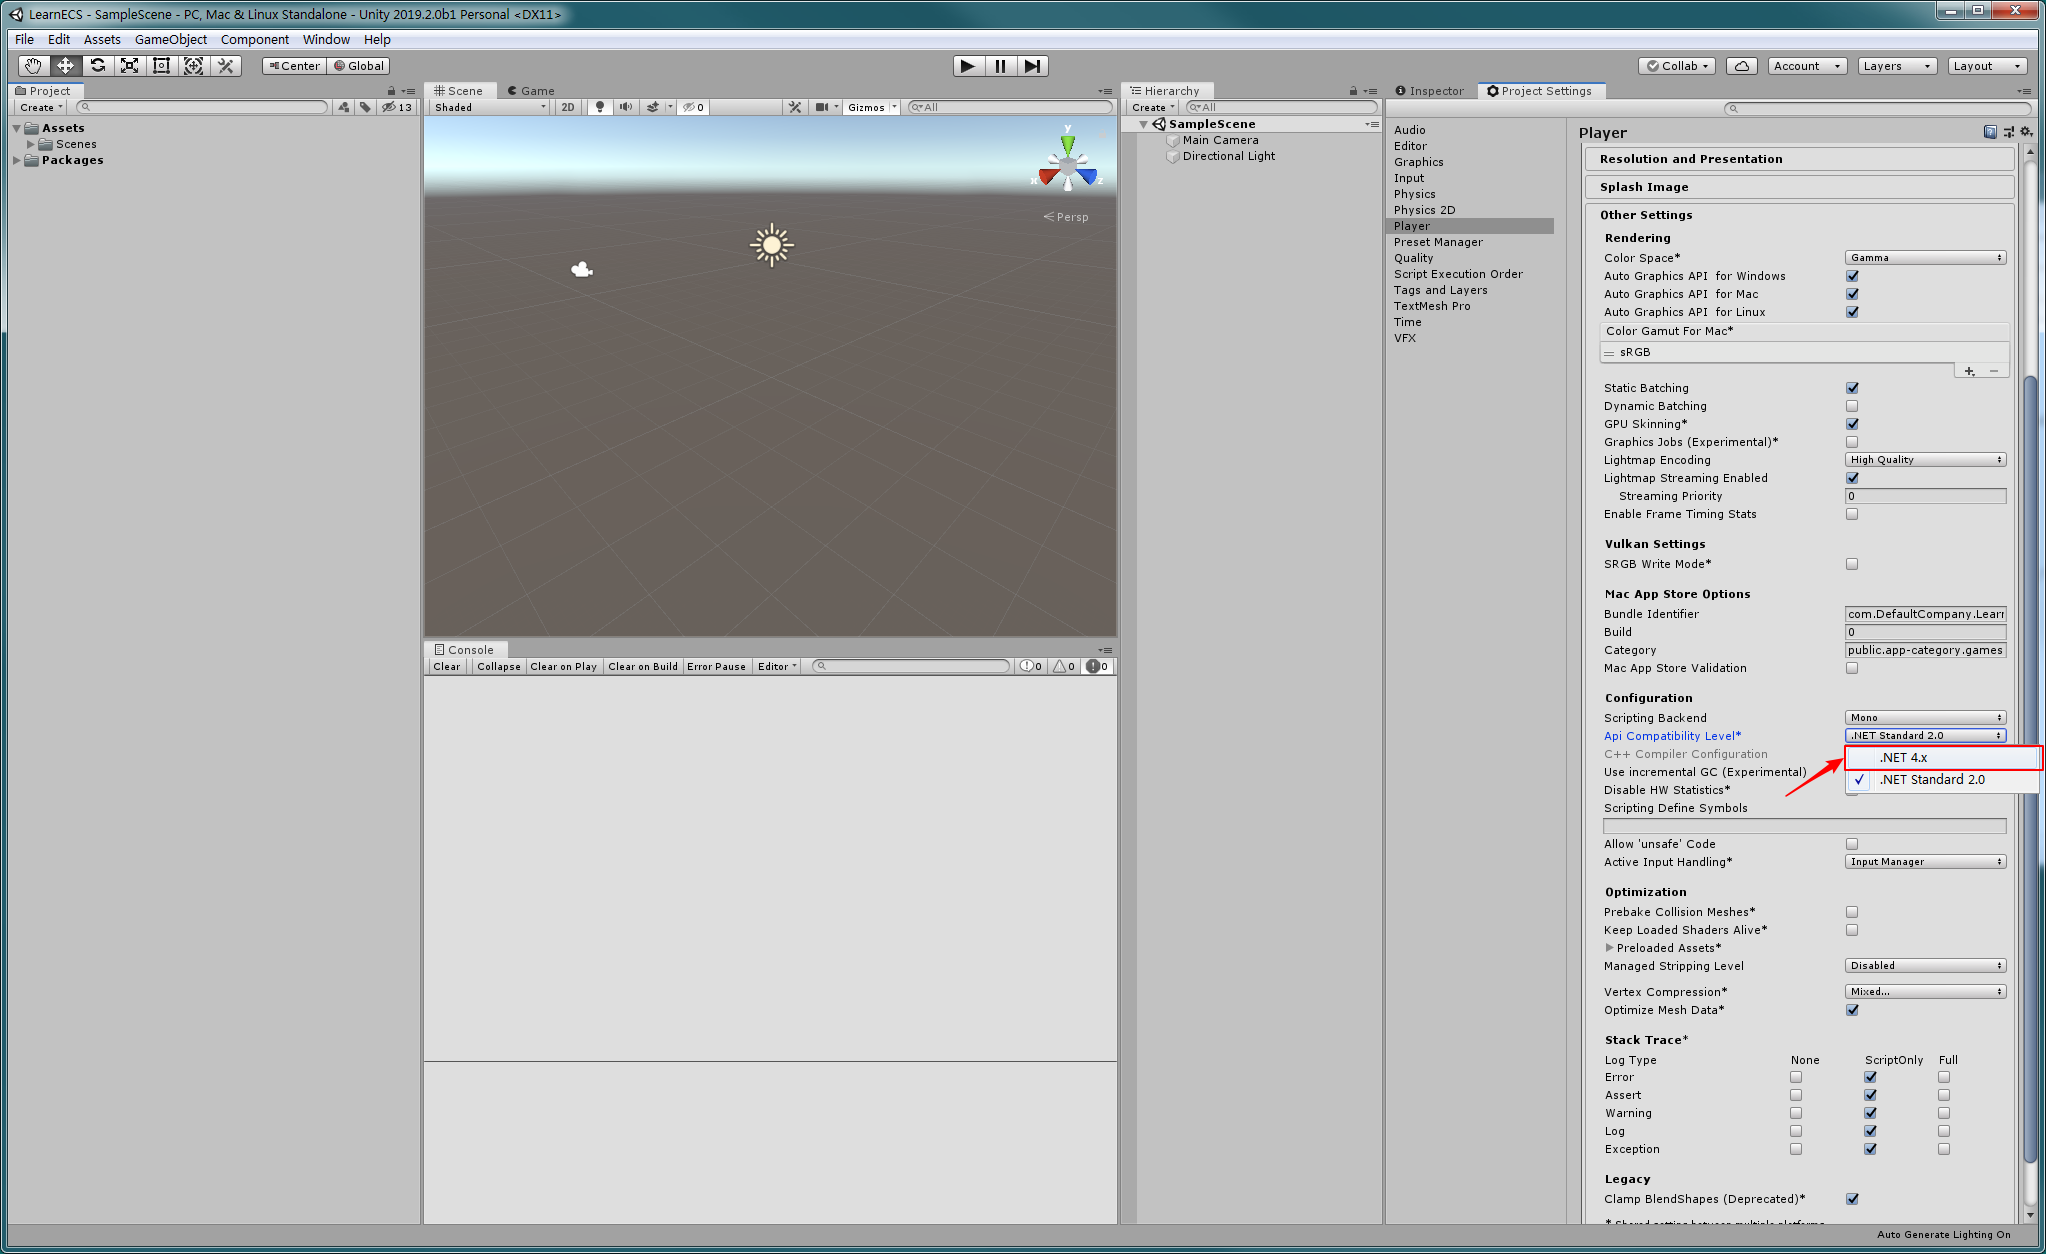 LearnECS - SampleScene - PC, Mac & Linux Standalone - Unity 2019.2.0b1 Personal <DX11>
File Edit Assets GameObject Component Window Help
Center Global Collab Account Layers Layout
Project
Create 13
Assets
Scenes
Packages
Scene Game
Shaded 2D 0 Gizmos All
y
x z
Persp
Console
Clear Collapse Clear on Play Clear on Build Error Pause Editor 0 0 0
Hierarchy
Create All
SampleScene
Main Camera
Directional Light
Inspector Project Settings
Audio
Editor
Graphics
Input
Physics
Physics 2D
Player
Preset Manager
Quality
Script Execution Order
Tags and Layers
TextMesh Pro
Time
VFX
Player
Resolution and Presentation
Splash Image
Other Settings
Rendering
Color Space* Gamma
Auto Graphics API for Windows
Auto Graphics API for Mac
Auto Graphics API for Linux
Color Gamut For Mac*
sRGB
Static Batching
Dynamic Batching
GPU Skinning*
Graphics Jobs (Experimental)*
Lightmap Encoding High Quality
Lightmap Streaming Enabled
Streaming Priority 0
Enable Frame Timing Stats
Vulkan Settings
SRGB Write Mode*
Mac App Store Options
Bundle Identifier com.DefaultCompany.Learn
Build 0
Category public.app-category.games
Mac App Store Validation
Configuration
Scripting Backend Mono
Api Compatibility Level* .NET Standard 2.0
C++ Compiler Configuration
.NET 4.x
Use incremental GC (Experimental)
.NET Standard 2.0
Disable HW Statistics*
Scripting Define Symbols
Allow 'unsafe' Code
Active Input Handling* Input Manager
Optimization
Prebake Collision Meshes*
Keep Loaded Shaders Alive*
Preloaded Assets*
Managed Stripping Level Disabled
Vertex Compression* Mixed...
Optimize Mesh Data*
Stack Trace*
Log Type None ScriptOnly Full
Error
Assert
Warning
Log
Exception
Legacy
Clamp BlendShapes (Deprecated)*
* Shared setting between multiple platforms.
Auto Generate Lighting On